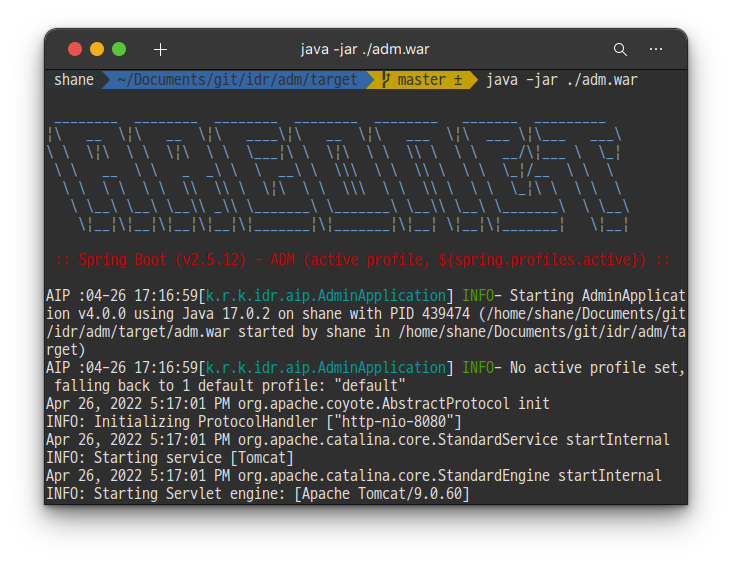 java -jar ./adm.war
shane ~/Documents/git/idr/adm/target master ± java -jar ./adm.war
:: Spring Boot (v2.5.12) - ADM (active profile, ${spring.profiles.active}) ::
AIP :04-26 17:16:59[k.r.k.idr.aip.AdminApplication] INFO- Starting AdminApplicat
ion v4.0.0 using Java 17.0.2 on shane with PID 439474 (/home/shane/Documents/git
/idr/adm/target/adm.war started by shane in /home/shane/Documents/git/idr/adm/ta
rget)
AIP :04-26 17:16:59[k.r.k.idr.aip.AdminApplication] INFO- No active profile set,
falling back to 1 default profile: "default"
Apr 26, 2022 5:17:01 PM org.apache.coyote.AbstractProtocol init
INFO: Initializing ProtocolHandler ["http-nio-8080"]
Apr 26, 2022 5:17:01 PM org.apache.catalina.core.StandardService startInternal
INFO: Starting service [Tomcat]
Apr 26, 2022 5:17:01 PM org.apache.catalina.core.StandardEngine startInternal
INFO: Starting Servlet engine: [Apache Tomcat/9.0.60]